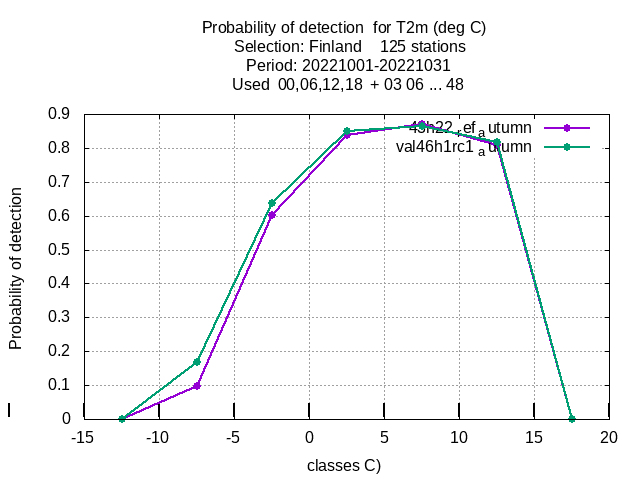 Probability of detection for T2m (deg C)
Selection: Finland 125 stations
Period: 20221001-20221031
Used 00,06,12,18 + 03 06 ... 48
0.9
0.8
0.7
0.6
0.5
0.4
0.3
0.2
0.1
0
Probability of detection
val46h1rc1_autumn
-15 -10 -5 0 5 10 15 20
classes C)